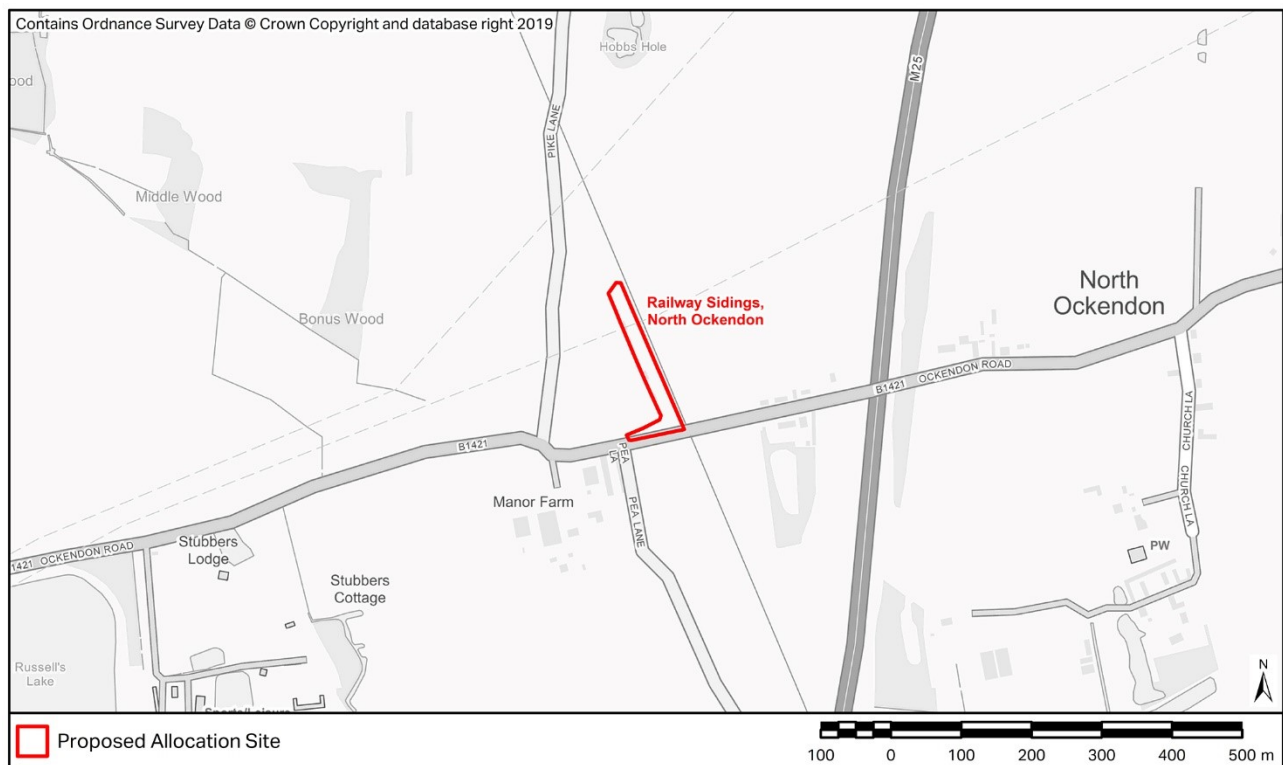 Contains Ordnance Survey Data © Crown Copyright and database right 2019
Hobbs Hole
M25
ood
PIKE LANE
Middle Wood
North
Ockendon
Railway Sidings,
North Ockendon
Bonus Wood
B1421 OCKENDON ROAD
B1421
PEA
LA
CHURCH LA
CHURCH LA
Manor Farm
PEA LANE
1421 OCKENDON ROAD
Stubbers
Lodge
PW
Stubbers
Cottage
Russell's
Lake
Sports/Leisure
N
Proposed Allocation Site
100 0 100 200 300 400 500 m